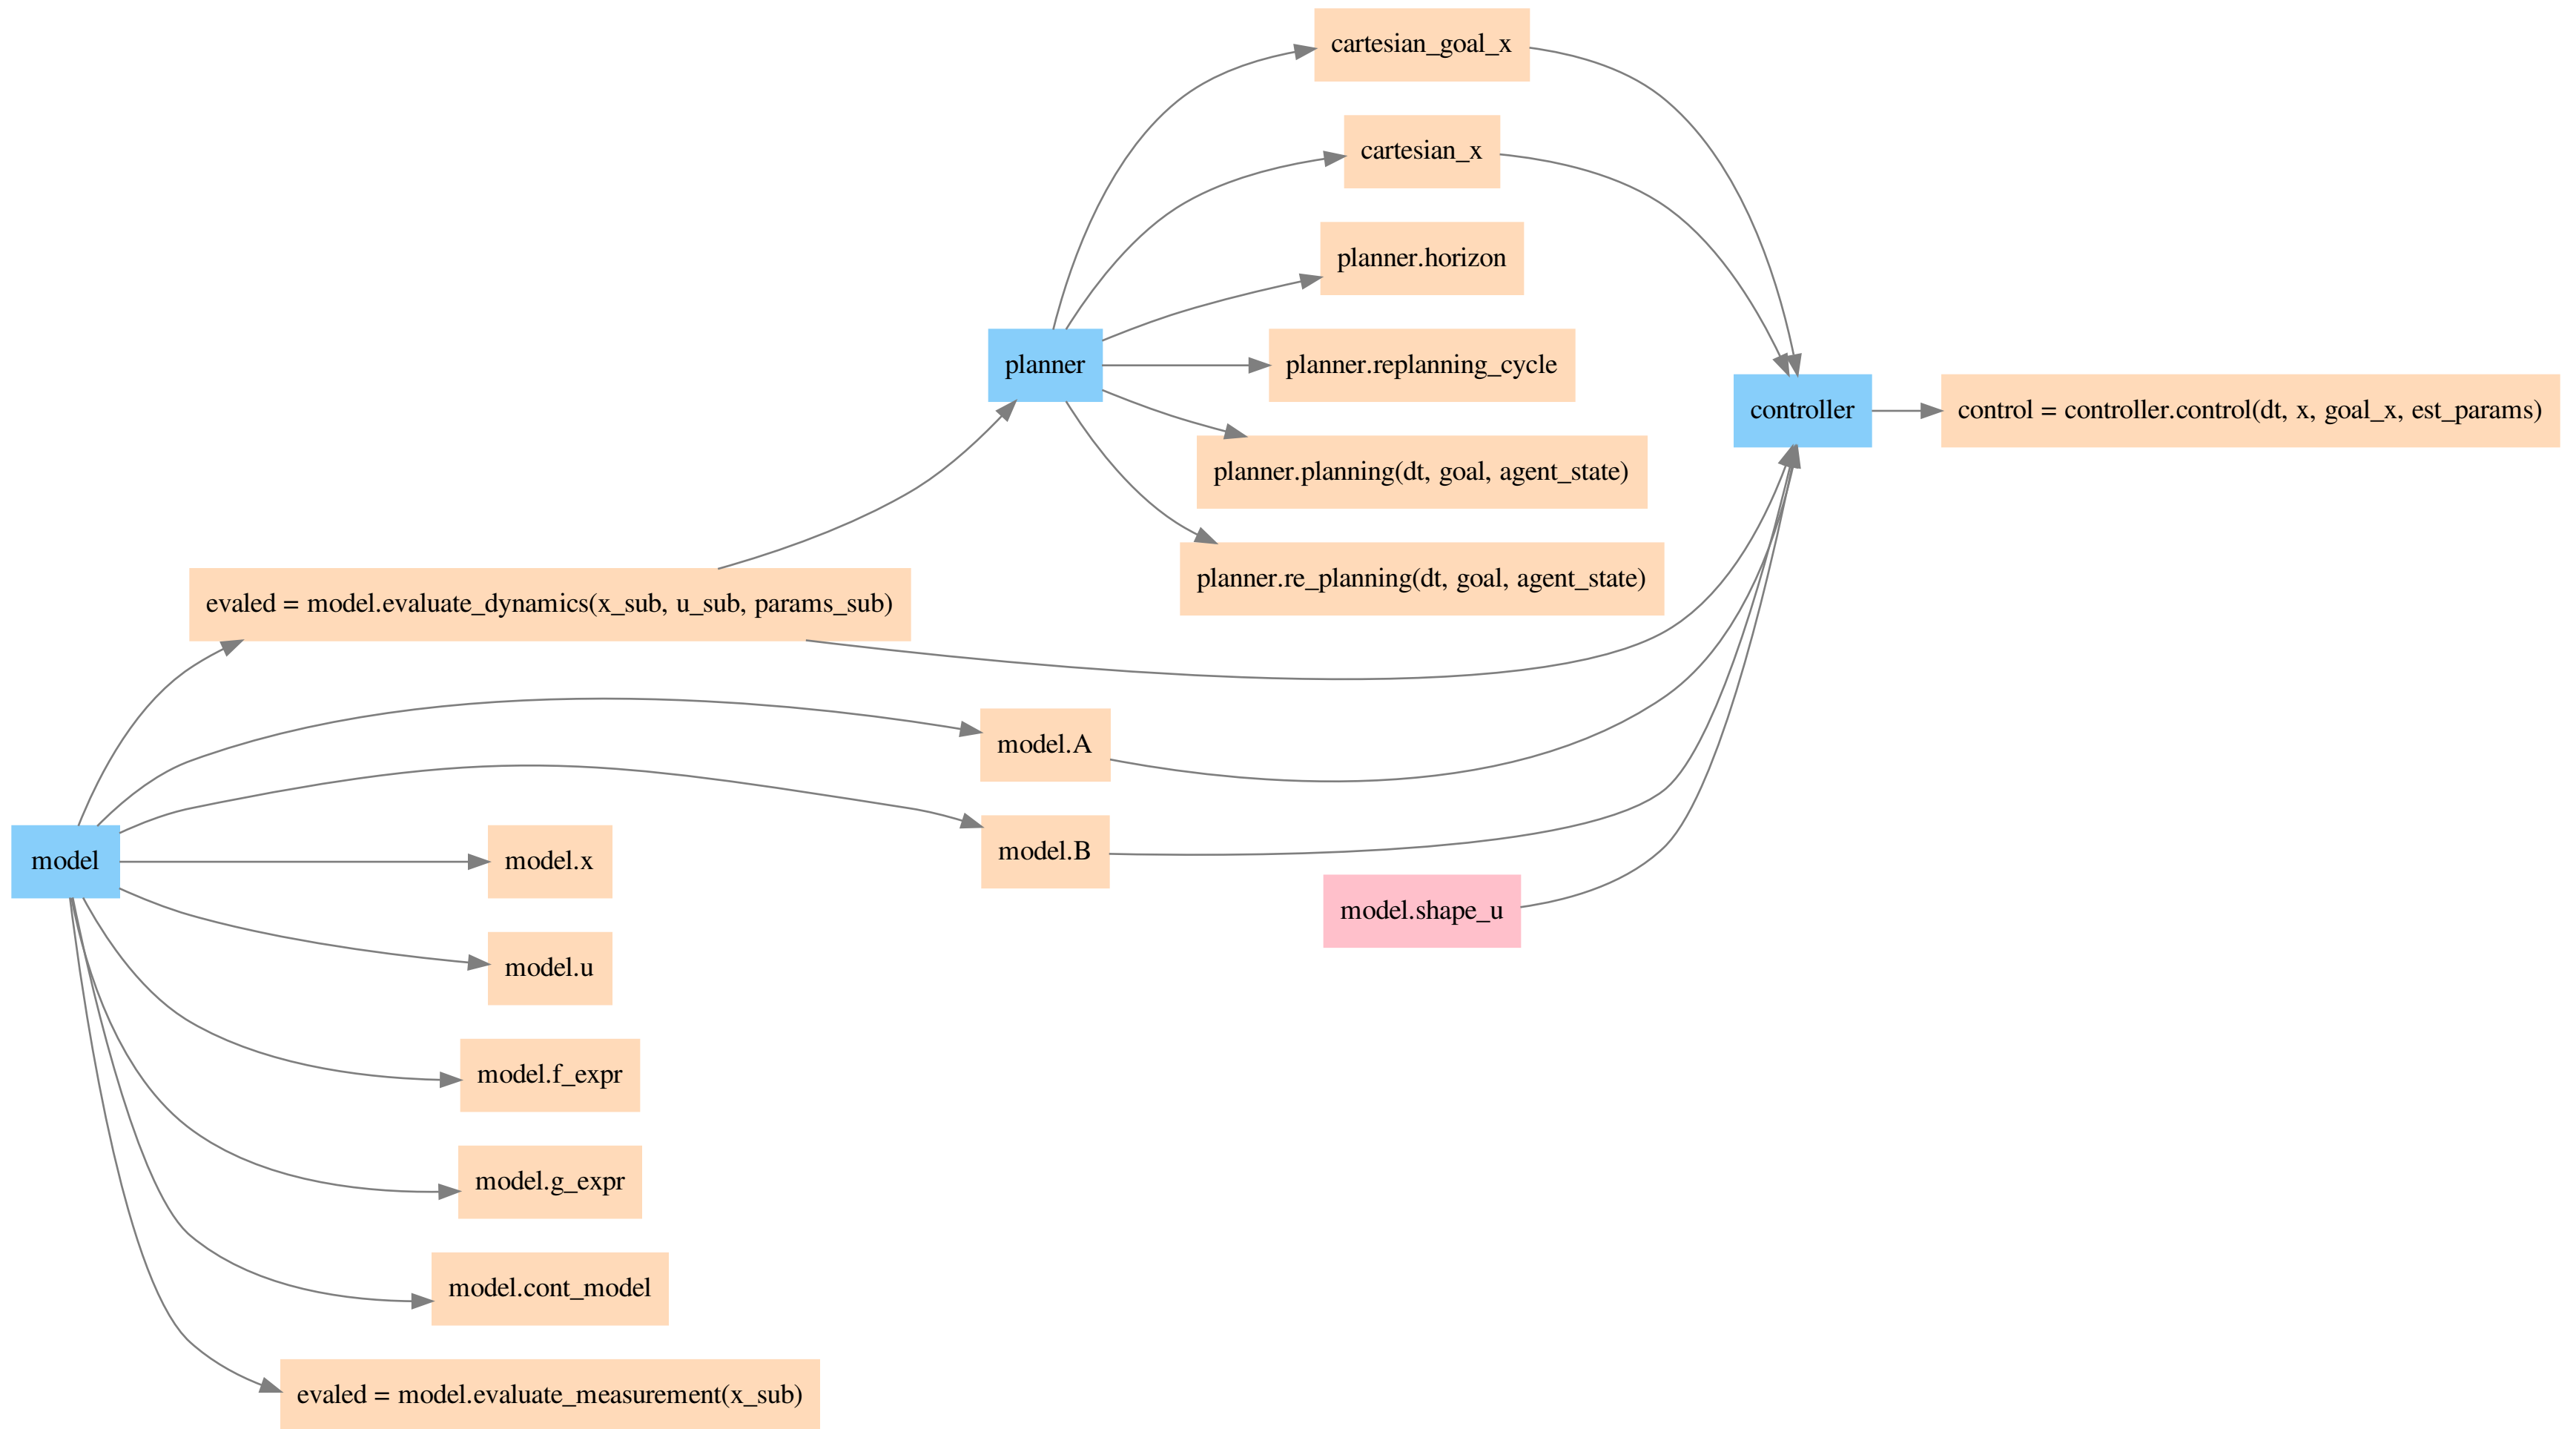 cartesian_goal_x
cartesian_x
planner.horizon
planner
planner.replanning_cycle
controller
control = controller.control(dt, x, goal_x, est_params)
planner.planning(dt, goal, agent_state)
planner.re_planning(dt, goal, agent_state)
evaled = model.evaluate_dynamics(x_sub, u_sub, params_sub)
model.A
model.B
model
model.x
model.shape_u
model.u
model.f_expr
model.g_expr
model.cont_model
evaled = model.evaluate_measurement(x_sub)